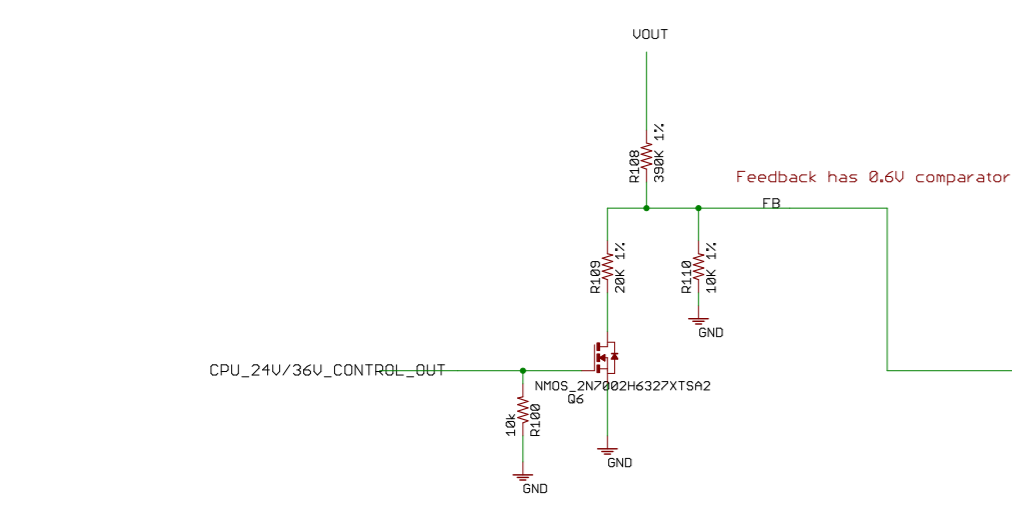 VOUT
R108
390K 1%
Feedback has 0.6V comparator
FB
R109
20K 1%
R110
10K 1%
GND
CPU_24V/36V_CONTROL_OUT
NMOS_2N7002H6327XTSA2
Q6
10k
R100
GND
GND